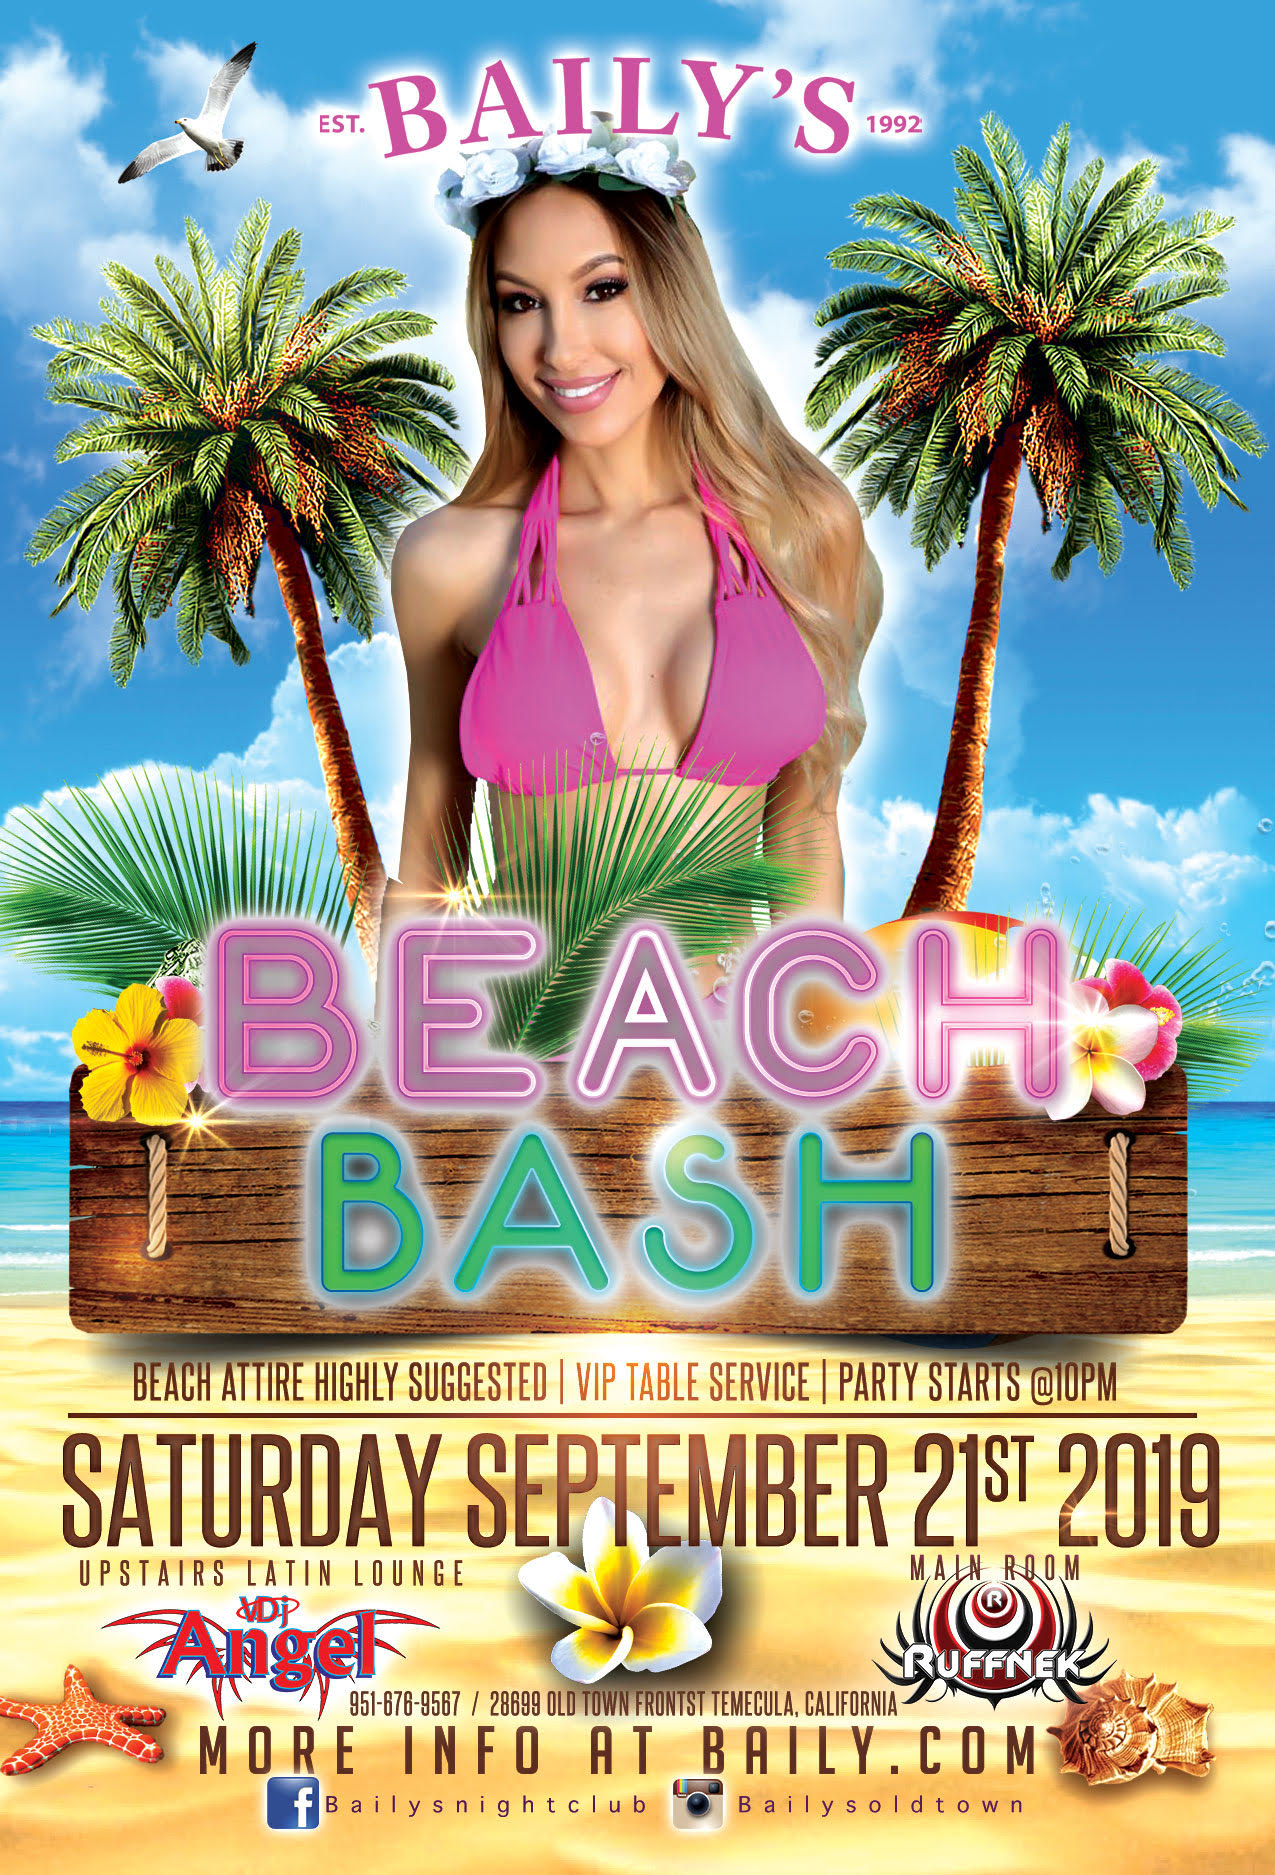 BAILY'S
EST. 1992
BEACH
BASH
BEACH ATTIRE HIGHLY SUGGESTED | VIP TABLE SERVICE | PARTY STARTS @10PM
SATURDAY SEPTEMBER 21ST 2019
UPSTAIRS LATIN LOUNGE
VDj
Angel
MAIN ROOM
R
RUFFNEK
951-676-9567 / 28699 OLD TOWN FRONTST TEMECULA, CALIFORNIA
MORE INFO AT BAILY.COM
f Bailysnightclub Bailysoldtown